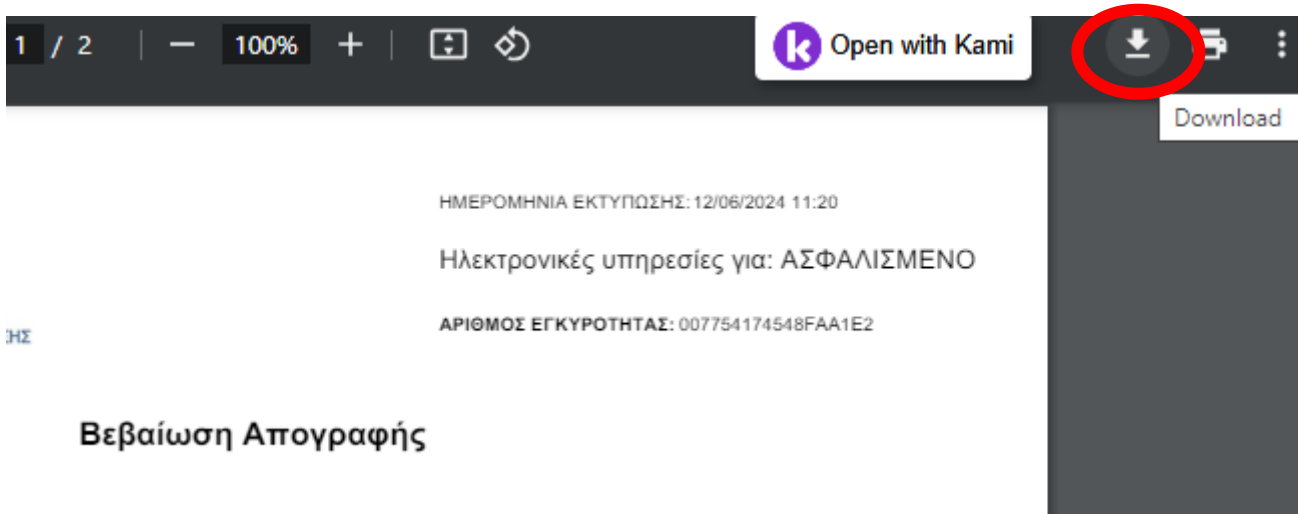 1 / 2 | — 100% + |
Open with Kami
Download
ΗΜΕΡΟΜΗΝΙΑ ΕΚΤΥΠΩΣΗΣ: 12/06/2024 11:20
Ηλεκτρονικές υπηρεσίες για: ΑΣΦΑΛΙΣΜΕΝΟ
ΑΡΙΘΜΟΣ ΕΓΚΥΡΟΤΗΤΑΣ: 007754174548FAA1E2
ΣΗΣ
Βεβαίωση Απογραφής